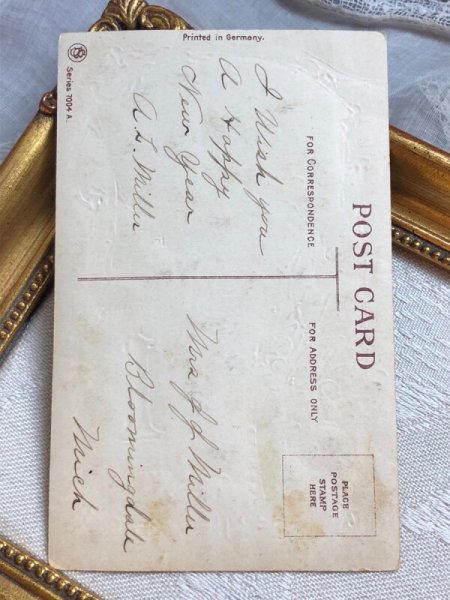 Printed in Germany.
Series 7004 A.
POST CARD
FOR CORRESPONDENCE
FOR ADDRESS ONLY
PLACE
POSTAGE
STAMP
HERE
I Wish you
A Happy
New Year
A L Miller
Mrs J J Miller
Bloomingdale
Mich